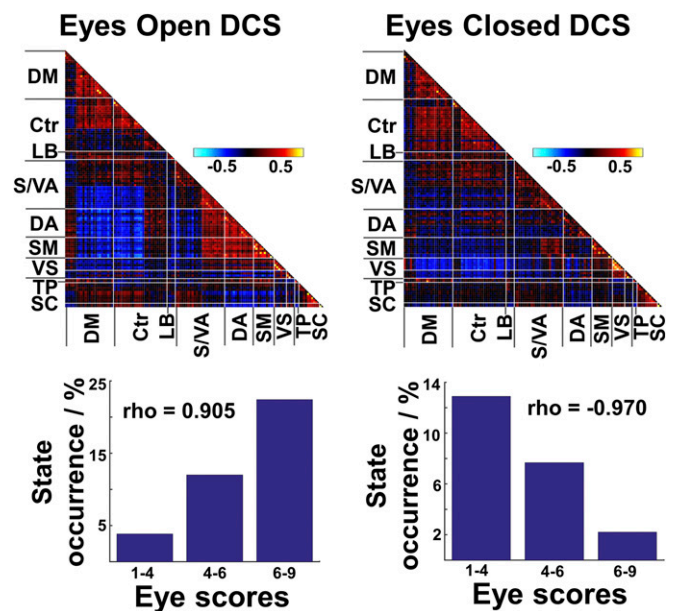 Eyes Open DCS
Eyes Closed DCS
DM
Ctr
LB
S/VA
DA
SM
VS
TP
SC
-0.5 0.5
DM Ctr LB S/VA DA SM VS TP SC
DM
Ctr
LB
S/VA
DA
SM
VS
TP
SC
-0.5 0.5
DM Ctr LB S/VA DA SM VS TP SC
State
occurrence / %
25
15
5
rho = 0.905
1-4 4-6 6-9
Eye scores
State
occurrence / %
14
10
6
2
rho = -0.970
1-4 4-6 6-9
Eye scores